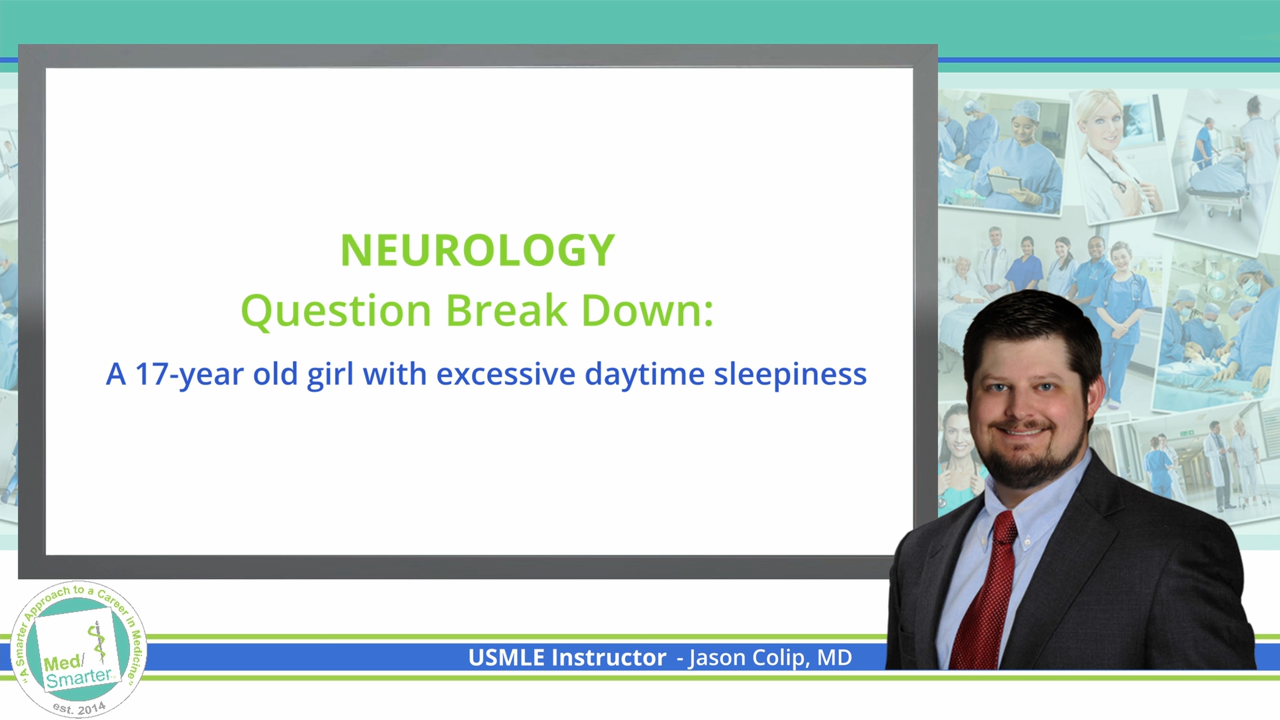 NEUROLOGY
Question Break Down:
A 17-year old girl with excessive daytime sleepiness
"A Smarter Approach to a Career in Medicine"
Med/
Smarter
est. 2014
USMLE Instructor - Jason Colip, MD